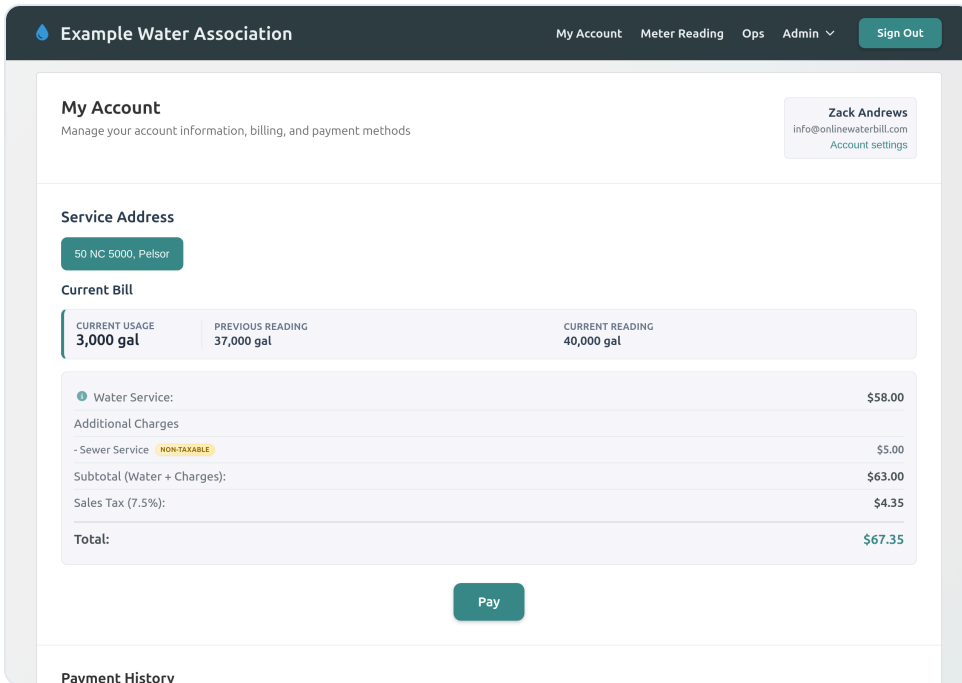 Example Water Association
My Account Meter Reading Ops Admin Sign Out
My Account
Manage your account information, billing, and payment methods
Zack Andrews
info@onlinewaterbill.com
Account settings
Service Address
50 NC 5000, Pelsor
Current Bill
CURRENT USAGE PREVIOUS READING CURRENT READING
3,000 gal 37,000 gal 40,000 gal
Water Service: $58.00
Additional Charges
- Sewer Service NON-TAXABLE $5.00
Subtotal (Water + Charges): $63.00
Sales Tax (7.5%): $4.35
Total: $67.35
Pay
Payment History